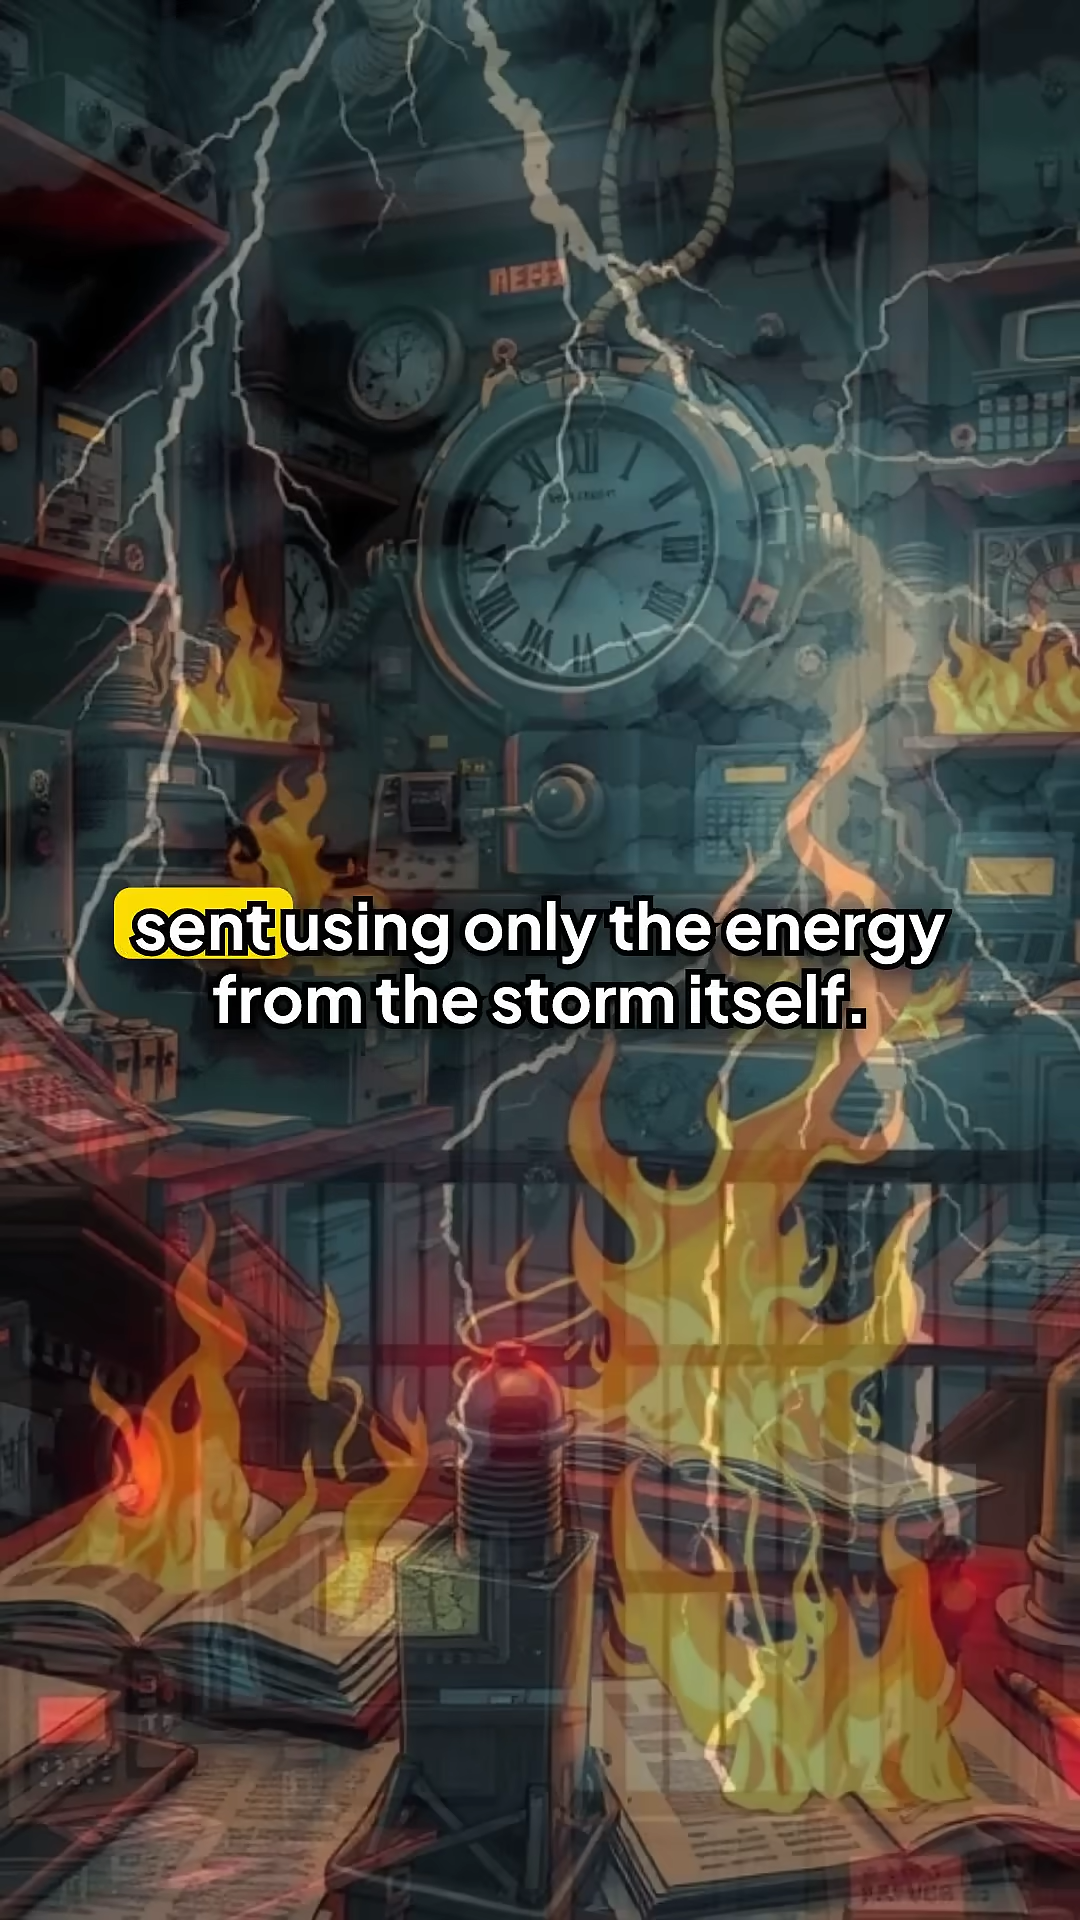 sent using only the energy
from the storm itself.